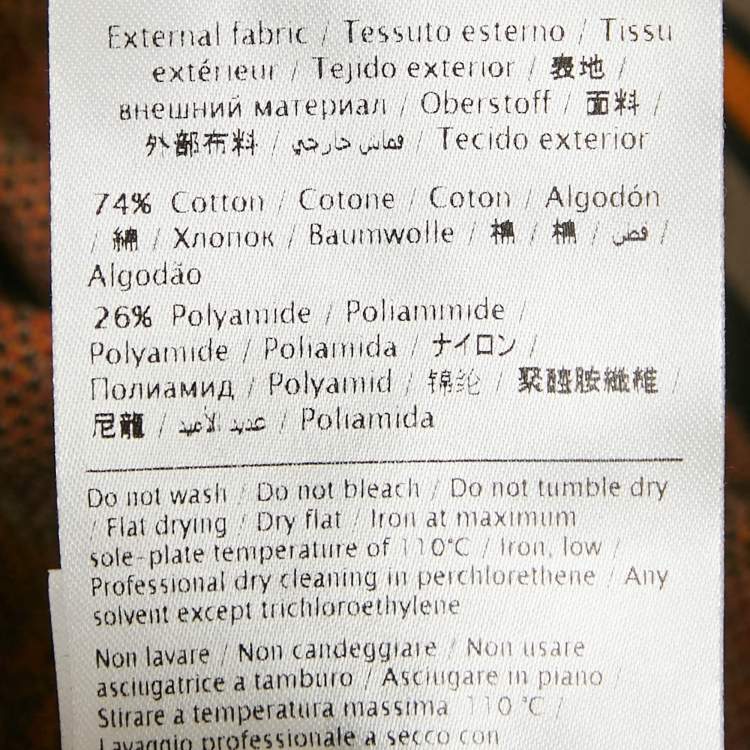 External fabric / Tessuto esterno / Tissu
extérieur / Tejido exterior / 表地 /
внешний материал / Oberstoff / 面料 /
外部布料 / قماش خارجي / Tecido exterior
74% Cotton / Cotone / Coton / Algodón
/ 綿 / Хлопок / Baumwolle / 棉 / 棉 / قطن /
Algodão
26% Polyamide / Poliammide /
Polyamide / Poliamida / ナイロン /
Полиамид / Polyamid / 锦纶 / 聚醯胺纖維 /
尼龍 / عديد الأميد / Poliamida
Do not wash / Do not bleach / Do not tumble dry
/ Flat drying / Dry flat / Iron at maximum
sole-plate temperature of 110°C / Iron, low /
Professional dry cleaning in perchlorethene / Any
solvent except trichloroethylene
Non lavare / Non candeggiare / Non usare
asciugatrice a tamburo / Asciugare in piano /
Stirare a temperatura massima 110 °C /
Lavaggio professionale a secco con